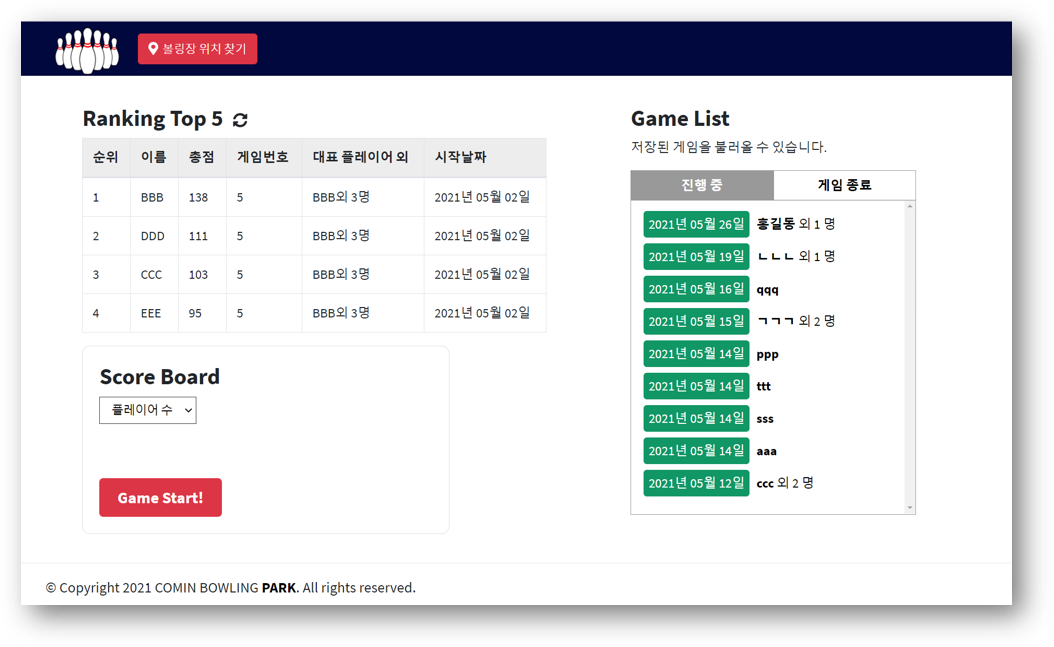 볼링장 위치 찾기
Ranking Top 5
순위 이름 총점 게임번호 대표 플레이어 외 시작날짜
1 BBB 138 5 BBB외 3명 2021년 05월 02일
2 DDD 111 5 BBB외 3명 2021년 05월 02일
3 CCC 103 5 BBB외 3명 2021년 05월 02일
4 EEE 95 5 BBB외 3명 2021년 05월 02일
Score Board
플레이어 수
Game Start!
Game List
저장된 게임을 불러올 수 있습니다.
진행 중 게임 종료
2021년 05월 26일 홍길동 외 1 명
2021년 05월 19일 ㄴㄴㄴ 외 1 명
2021년 05월 16일 qqq
2021년 05월 15일 ㄱㄱㄱ 외 2 명
2021년 05월 14일 ppp
2021년 05월 14일 ttt
2021년 05월 14일 sss
2021년 05월 14일 aaa
2021년 05월 12일 ccc 외 2 명
© Copyright 2021 COMIN BOWLING PARK. All rights reserved.